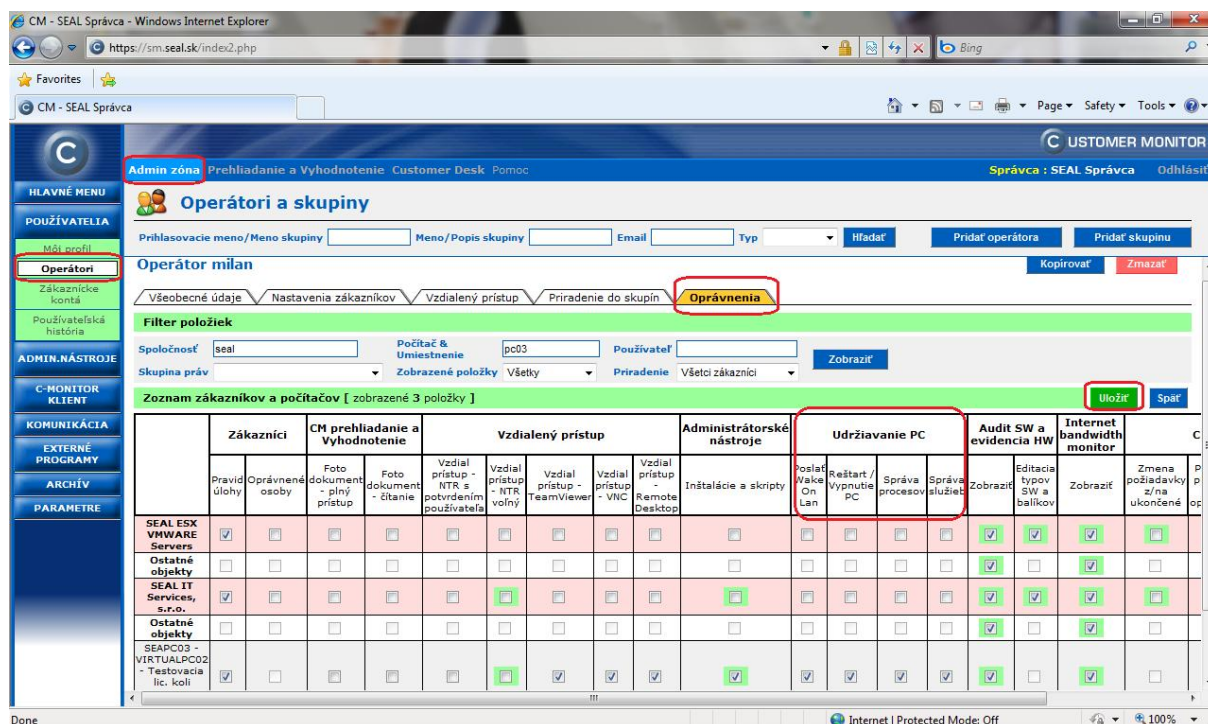 CM - SEAL Správca - Windows Internet Explorer
https://sm.seal.sk/index2.php
Bing
Favorites
CM - SEAL Správca
Page Safety Tools
C USTOMER MONITOR
Admin zóna Prehliadanie a Vyhodnotenie Customer Desk Pomoc
Správca : SEAL Správca Odhlásiť
HLAVNÉ MENU
POUŽÍVATELIA
Môj profil
Operátori
Zákaznícke
kontá
Používateľská
história
ADMIN.NÁSTROJE
C-MONITOR
KLIENT
KOMUNIKÁCIA
EXTERNÉ
PROGRAMY
ARCHÍV
PARAMETRE
Operátori a skupiny
Prihlasovacie meno/Meno skupiny Meno/Popis skupiny Email Typ Hľadať Pridať operátora Pridať skupinu
Operátor milan
Kopírovať Zmazať
Všeobecné údaje Nastavenia zákazníkov Vzdialený prístup Priradenie do skupín Oprávnenia
Filter položiek
Spoločnosť seal Počítač &
Umiestnenie pc03 Používateľ Zobraziť
Skupina práv Zobrazené položky Všetky Priradenie Všetci zákazníci
Zoznam zákazníkov a počítačov [ zobrazené 3 položky ] Uložiť Späť
Zákazníci
CM prehliadanie a
Vyhodnotenie
Vzdialený prístup
Administrátorské
nástroje
Udržiavanie PC
Audit SW a
evidencia HW
Internet
bandwidth
monitor
C
Pravid
úlohy
Oprávnené
osoby
Foto
dokument
- plný
prístup
Foto
dokument
- čítanie
Vzdial
prístup -
NTR s
potvrdením
používateľa
Vzdial
prístup
- NTR
voľný
Vzdial
prístup -
TeamViewer
Vzdial
prístup
- VNC
Vzdial
prístup
-
Remote
Desktop
Inštalácie a skripty
Poslať
Wake
On
Lan
Reštart /
Vypnutie
PC
Správa
procesov
Správa
služieb
Zobraziť
Editacia
typov
SW a
balíkov
Zobraziť
Zmena
požiadavky
z/na
ukončené
SEAL ESX
VMWARE
Servers
Ostatné
objekty
SEAL IT
Services,
s.r.o.
Ostatné
objekty
SEAPC03 -
VIRTUALPC02
- Testovacia
lic. koli
Done
Internet | Protected Mode: Off
100%